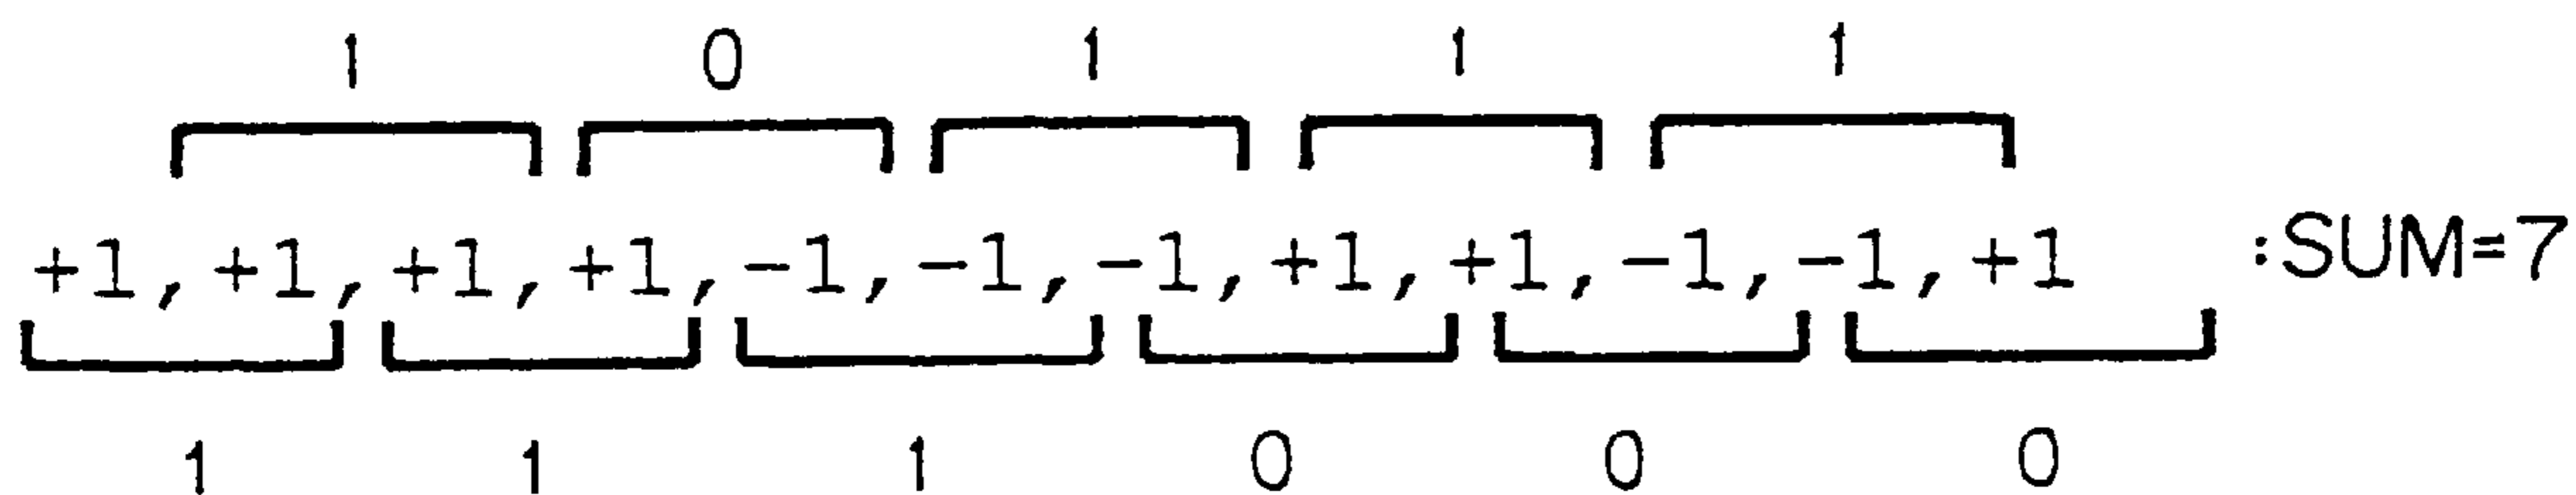 1 0 1 1 1
+1, +1, +1, +1, -1, -1, -1, +1, +1, -1, -1, +1 :SUM=7
1 1 1 0 0 0